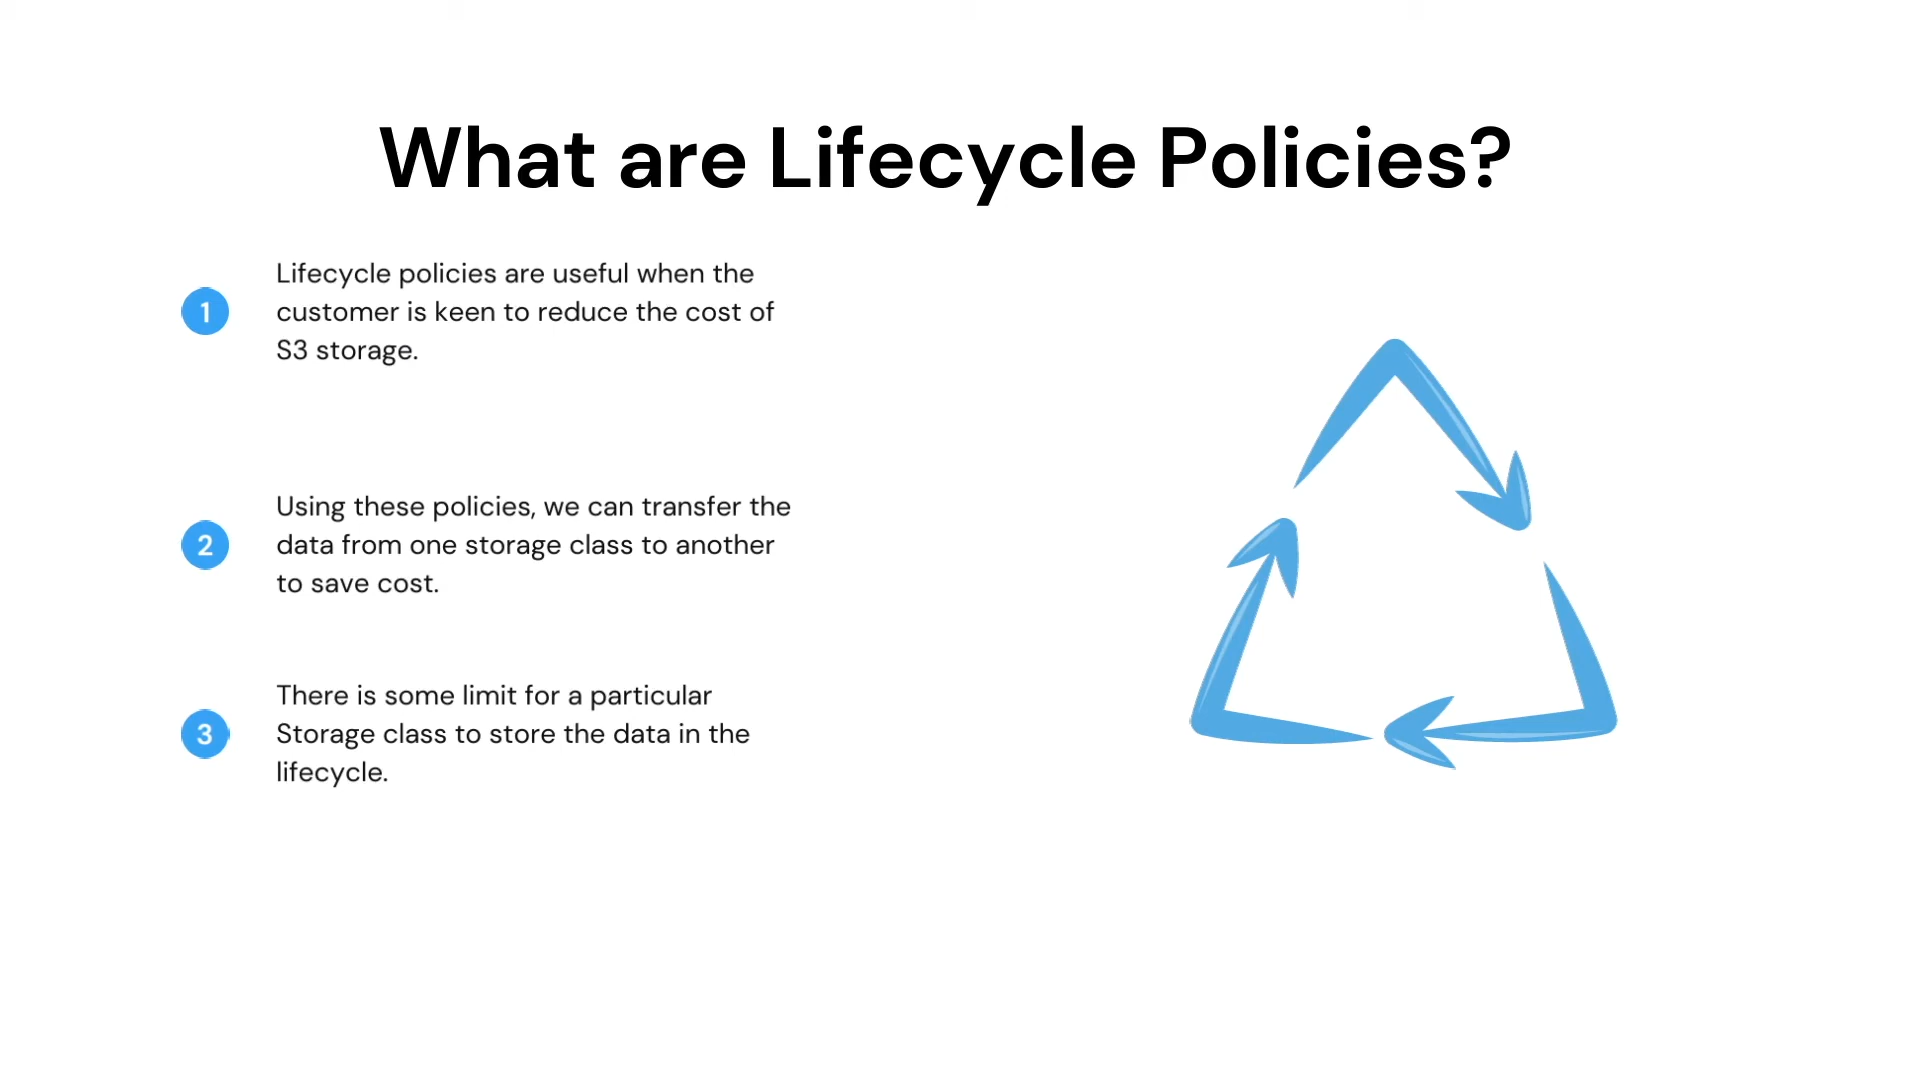 What are Lifecycle Policies?
1
Lifecycle policies are useful when the
customer is keen to reduce the cost of
S3 storage.
2
Using these policies, we can transfer the
data from one storage class to another
to save cost.
3
There is some limit for a particular
Storage class to store the data in the
lifecycle.